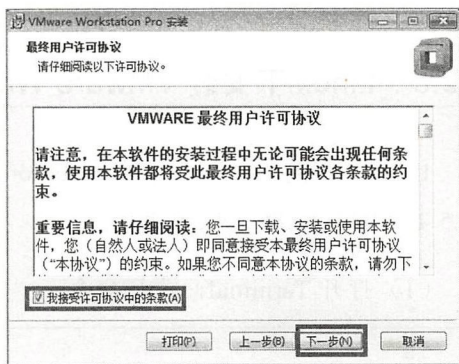 VMware Workstation Pro 安装
最终用户许可协议
请仔细阅读以下许可协议。
VMWARE 最终用户许可协议
请注意，在本软件的安装过程中无论可能会出现任何条
款，使用本软件都将受此最终用户许可协议各条款的约
束。
重要信息，请仔细阅读：您一旦下载、安装或使用本软
件，您（自然人或法人）即同意接受本最终用户许可协议
（“本协议”）的约束。如果您不同意本协议的条款，请勿下
我接受许可协议中的条款(A)
打印(P)
上一步(B)
下一步(N)
取消